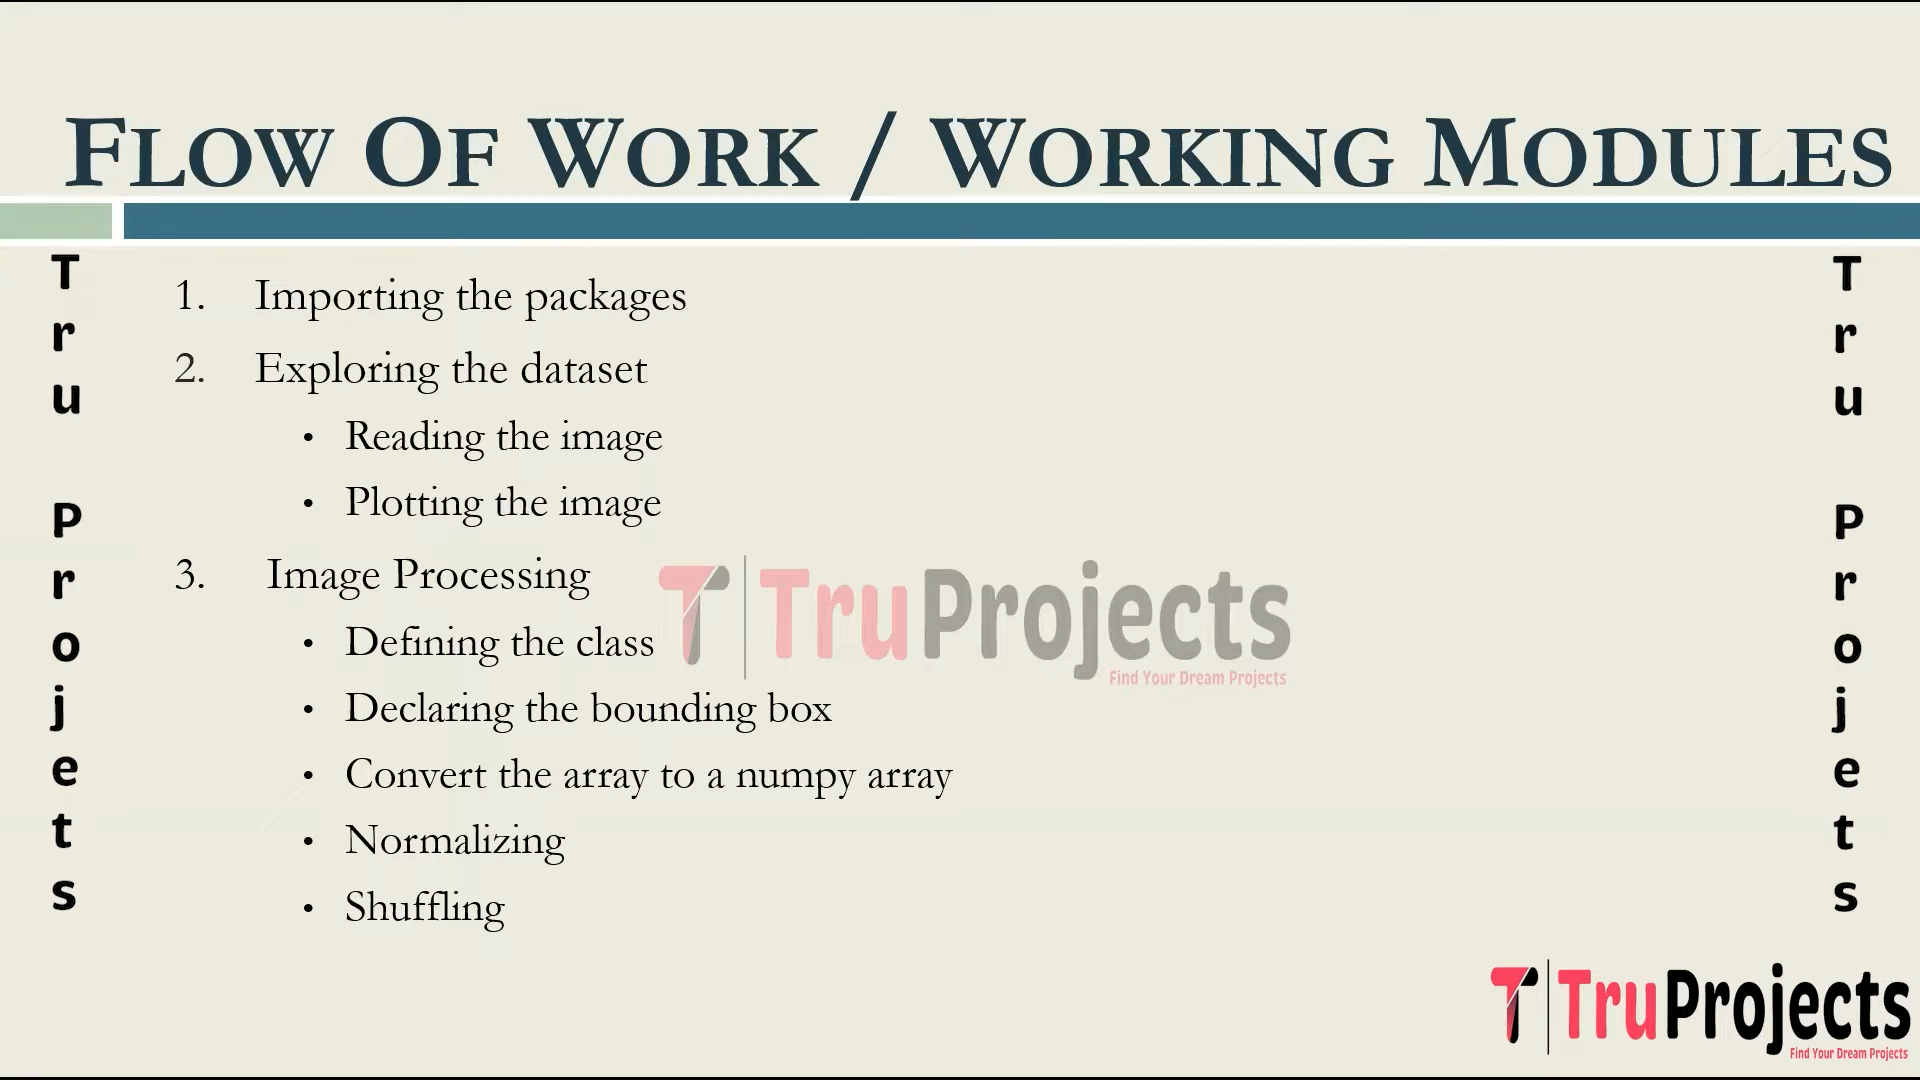 FLOW OF WORK / WORKING MODULES
1. Importing the packages
2. Exploring the dataset
• Reading the image
• Plotting the image
3. Image Processing
• Defining the class
• Declaring the bounding box
• Convert the array to a numpy array
• Normalizing
• Shuffling
Tru Projets
Tru Projets
TruProjects
Find Your Dream Projects
TruProjects
Find Your Dream Projects